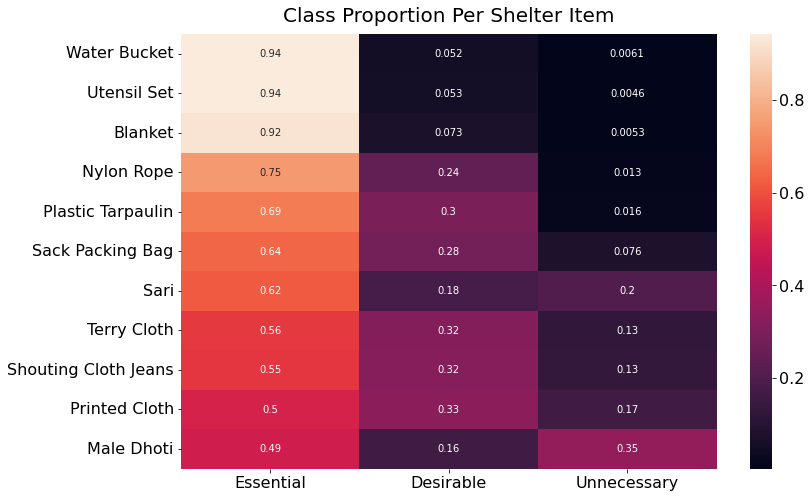 Class Proportion Per Shelter Item
Water Bucket 0.94 0.052 0.0061
Utensil Set 0.94 0.053 0.0046
Blanket 0.92 0.073 0.0053
Nylon Rope 0.75 0.24 0.013
Plastic Tarpaulin 0.69 0.3 0.016
Sack Packing Bag 0.64 0.28 0.076
Sari 0.62 0.18 0.2
Terry Cloth 0.56 0.32 0.13
Shouting Cloth Jeans 0.55 0.32 0.13
Printed Cloth 0.5 0.33 0.17
Male Dhoti 0.49 0.16 0.35
Essential Desirable Unnecessary
0.8
0.6
0.4
0.2